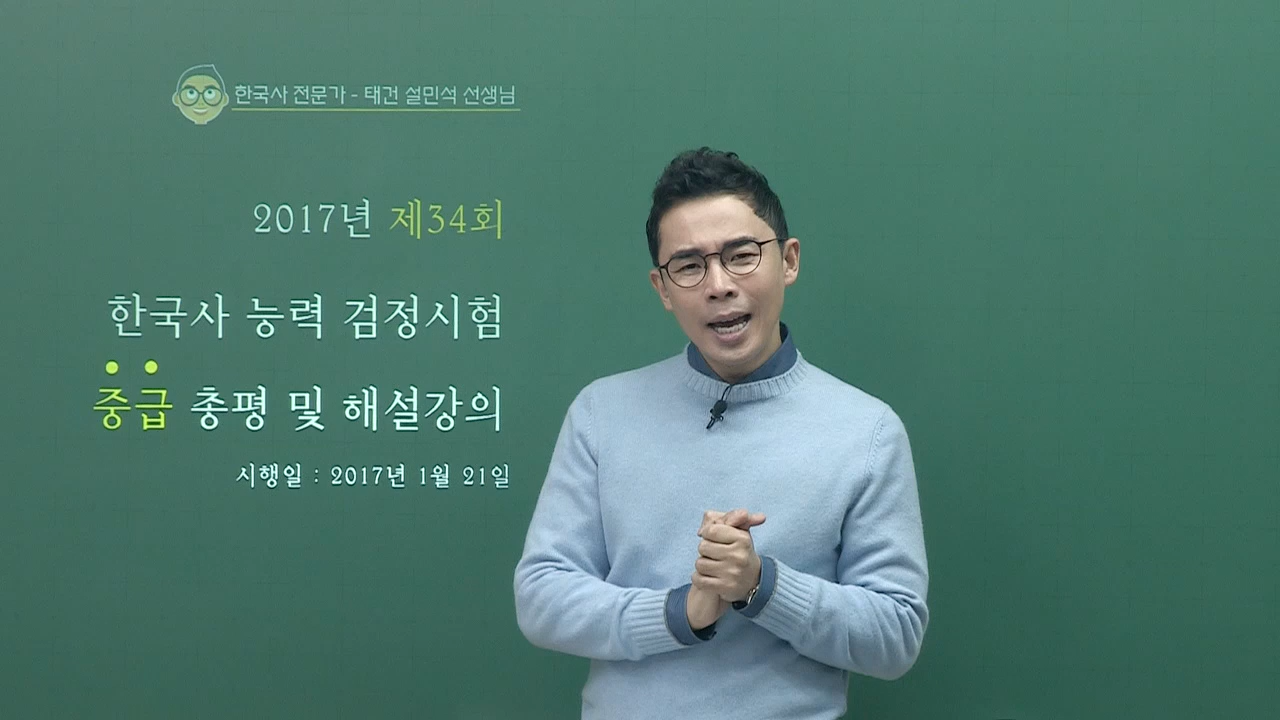 한국사 전문가 - 태건 설민석 선생님
2017년 제34회
한국사 능력 검정시험
중급 총평 및 해설강의
시행일 : 2017년 1월 21일